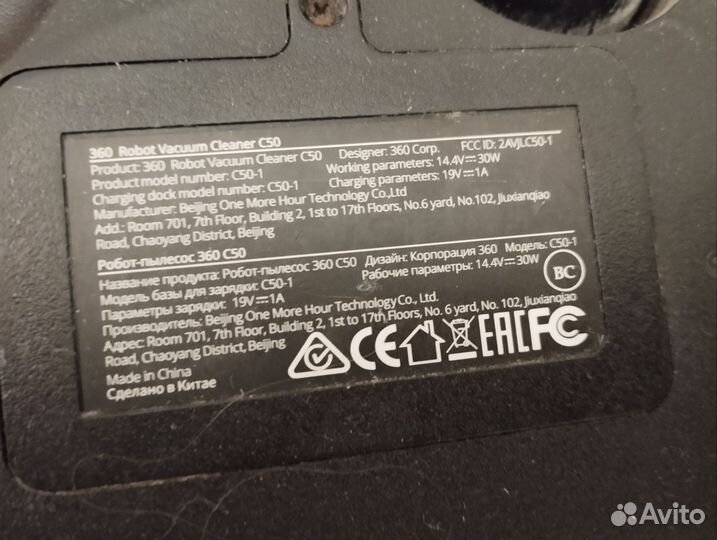 360 Robot Vacuum Cleaner C50
Product: 360 Robot Vacuum Cleaner C50 Designer: 360 Corp. FCC ID: 2AVJLC50-1
Product model number: C50-1 Working parameters: 14.4V⎓30W
Charging dock model number: C50-1 Charging parameters: 19V⎓1A
Manufacturer: Beijing One More Hour Technology Co.,Ltd
Add.: Room 701, 7th Floor, Building 2, 1st to 17th Floors, No.6 yard, No.102, Jiuxianqiao
Road, Chaoyang District, Beijing
Робот-пылесос 360 C50
Название продукта: Робот-пылесос 360 C50 Дизайн: Корпорация 360 Модель: C50-1
Модель базы для зарядки: C50-1 Рабочие параметры: 14.4V⎓30W
Параметры зарядки: 19V⎓1A
Производитель: Beijing One More Hour Technology Co., Ltd.
Адрес: Room 701, 7th Floor, Building 2, 1st to 17th Floors, No. 6 yard, No. 102, Jiuxianqiao
Road, Chaoyang District, Beijing
Made in China
Сделано в Китае
BC
CE EAC FC
Avito